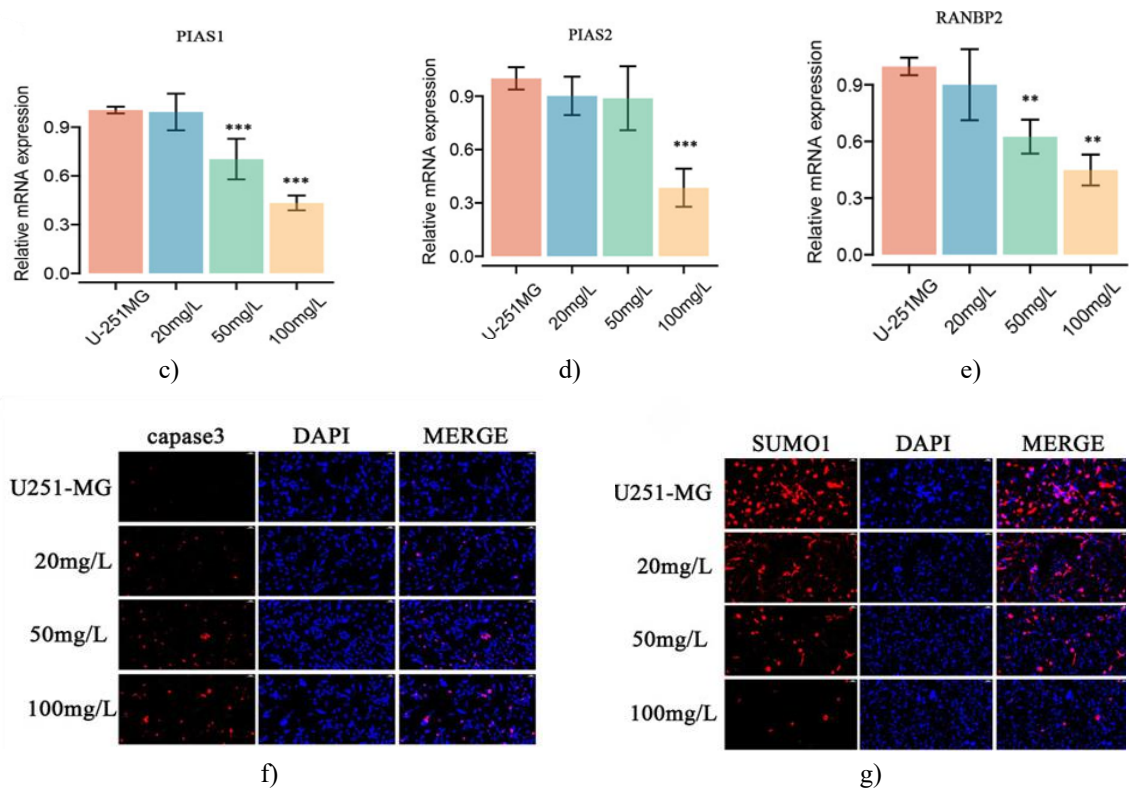 PIAS1
Relative mRNA expression
0.9
0.6
0.3
0.0
***
***
U-251MG
20mg/L
50mg/L
100mg/L
c)
PIAS2
Relative mRNA expression
0.9
0.6
0.3
0.0
***
U-251MG
20mg/L
50mg/L
100mg/L
d)
RANBP2
Relative mRNA expression
0.9
0.6
0.3
0.0
**
**
U-251MG
20mg/L
50mg/L
100mg/L
e)
capase3 DAPI MERGE
U251-MG
20mg/L
50mg/L
100mg/L
f)
SUMO1 DAPI MERGE
U251-MG
20mg/L
50mg/L
100mg/L
g)